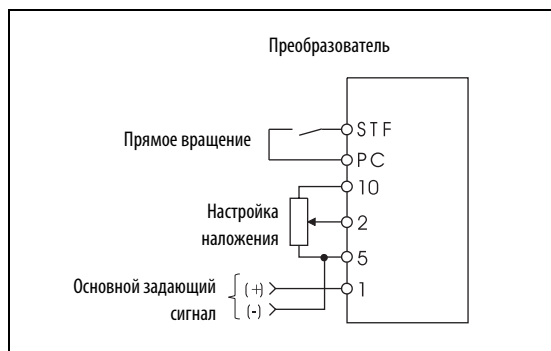 Преобразователь
STF
Прямое вращение
PC
10
Настройка
наложения
2
5
Основной задающий
сигнал
(+)
(-)
1